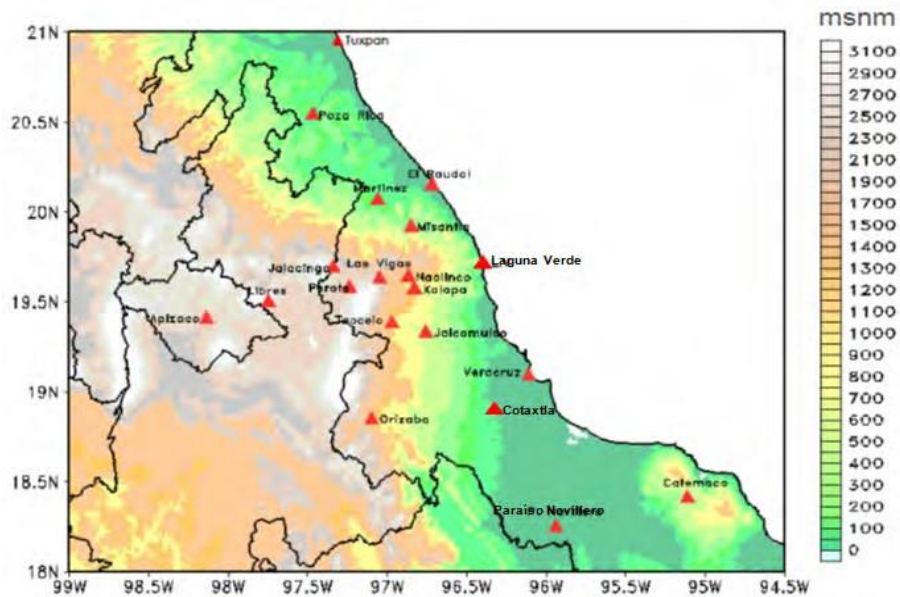 msnm
21N
Tuxpan
3100
2900
2700
20.5N
Poza Rica
2500
2300
2100
El Raudal
1900
Martinez
20N
Misantla
1700
1500
1400
Laguna Verde
Jalacinga
Las Vigas
Naolinco
1300
Perote
Xalapa
Libres
1200
19.5N
1100
Apizaco
Teocelo
Jalcomulco
1000
900
Veracruz
19N
800
Cotaxtla
700
Orizaba
600
500
400
18.5N
Catemaco
300
Paraiso Novillero
200
100
0
18N
99W
98.5W
98W
97.5W
97W
96.5W
96W
95.5W
95W
94.5W